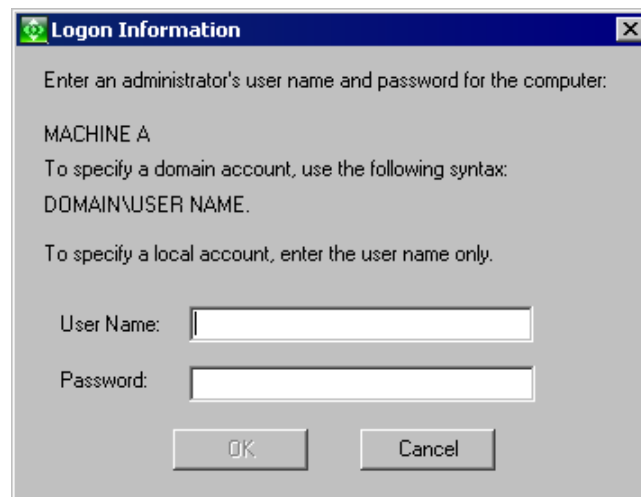 Logon Information
Enter an administrator's user name and password for the computer:
MACHINE A
To specify a domain account, use the following syntax:
DOMAIN\USER NAME.
To specify a local account, enter the user name only.
User Name:
Password:
OK Cancel